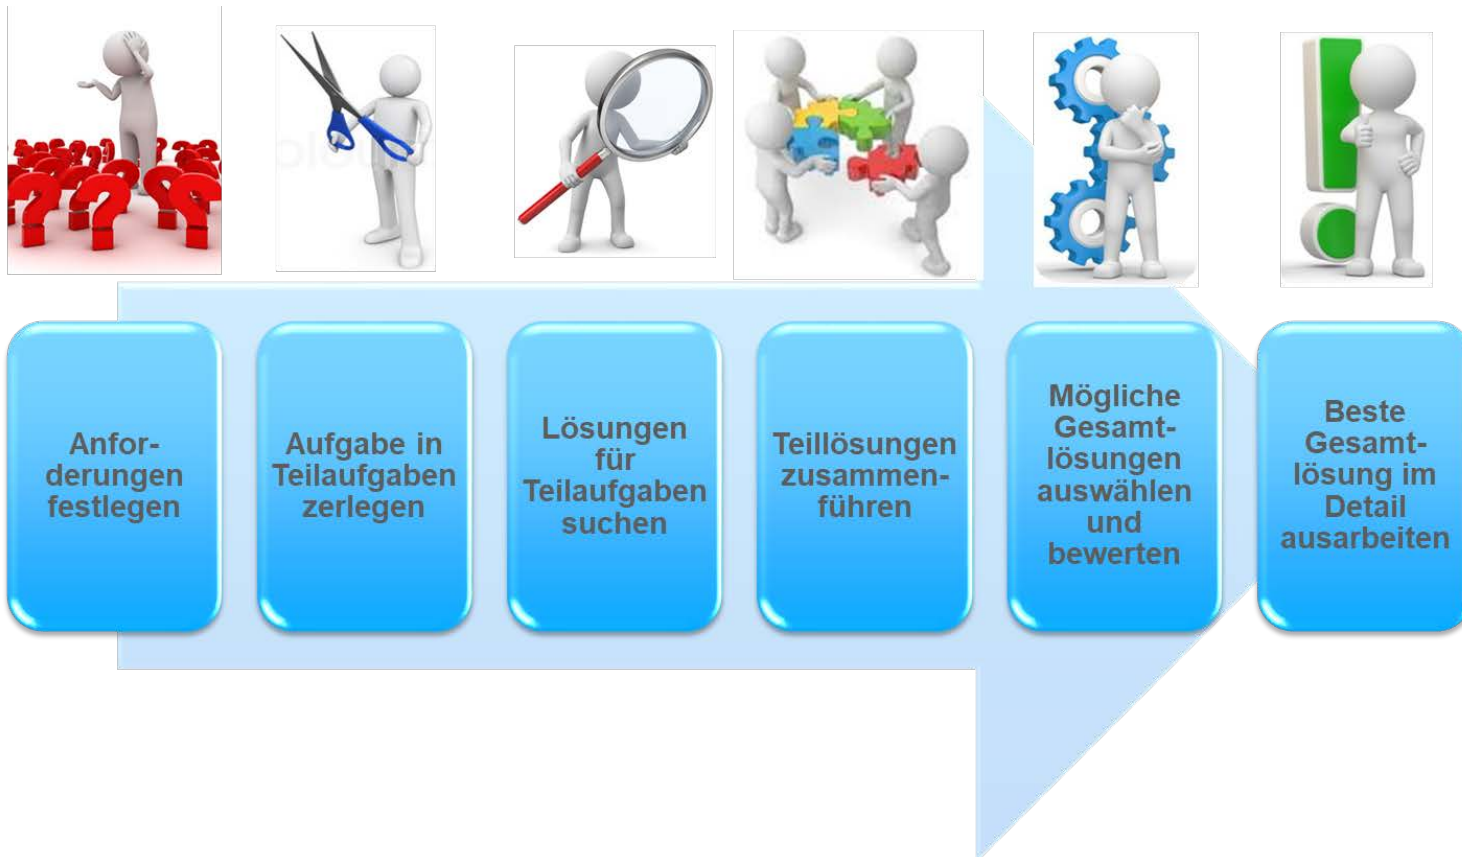 Anfor-
derungen
festlegen
Aufgabe in
Teilaufgaben
zerlegen
Lösungen
für
Teilaufgaben
suchen
Teillösungen
zusammen-
führen
Mögliche
Gesamt-
lösungen
auswählen
und
bewerten
Beste
Gesamt-
lösung im
Detail
ausarbeiten